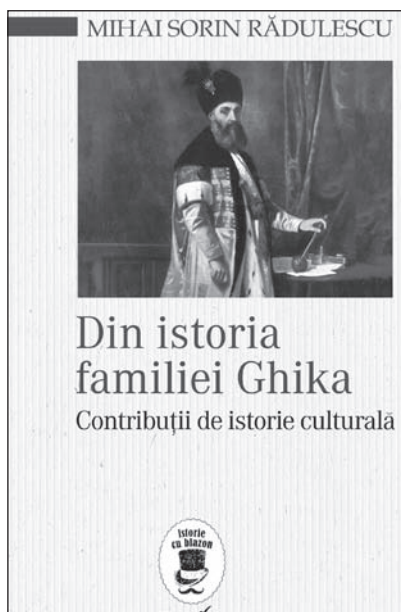 MIHAI SORIN RĂDULESCU
Din istoria
familiei Ghika
Contribuții de istorie culturală
Istorie
cu blazon